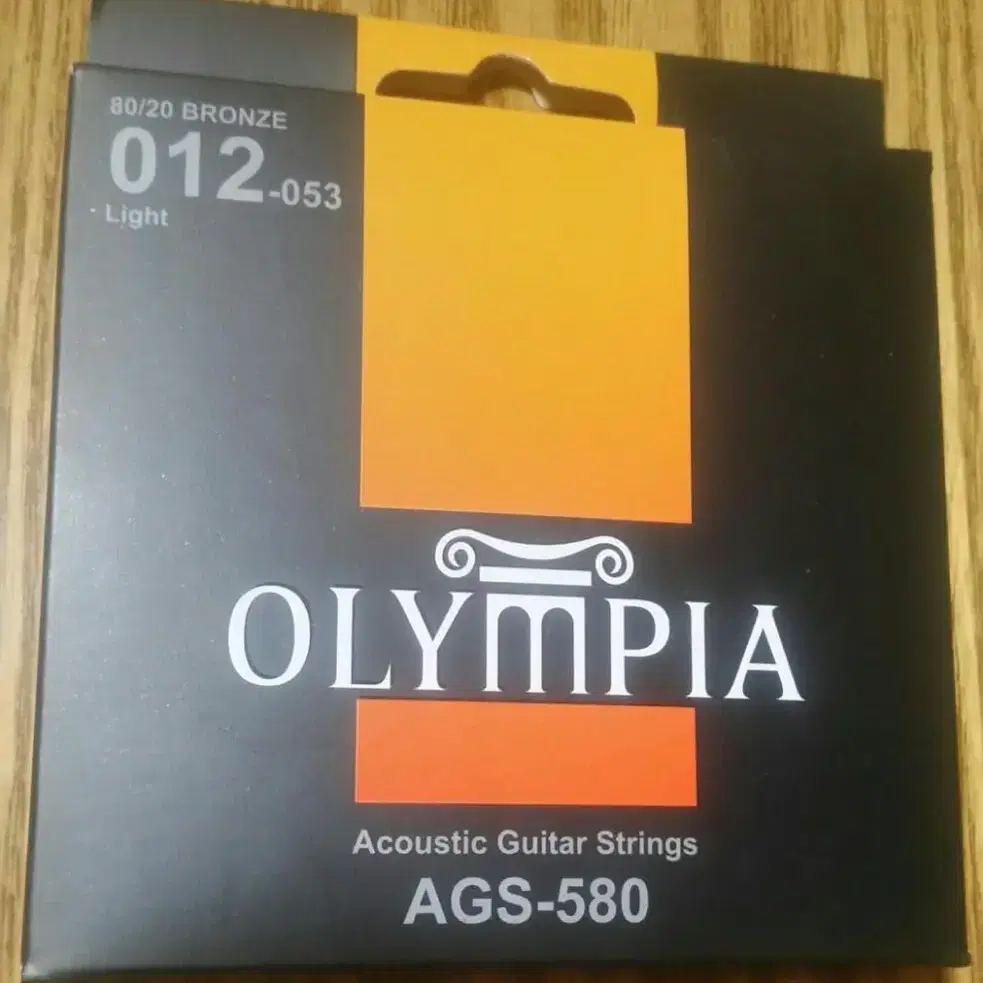 80/20 BRONZE
012-053
Light
OLYMPIA
Acoustic Guitar Strings
AGS-580